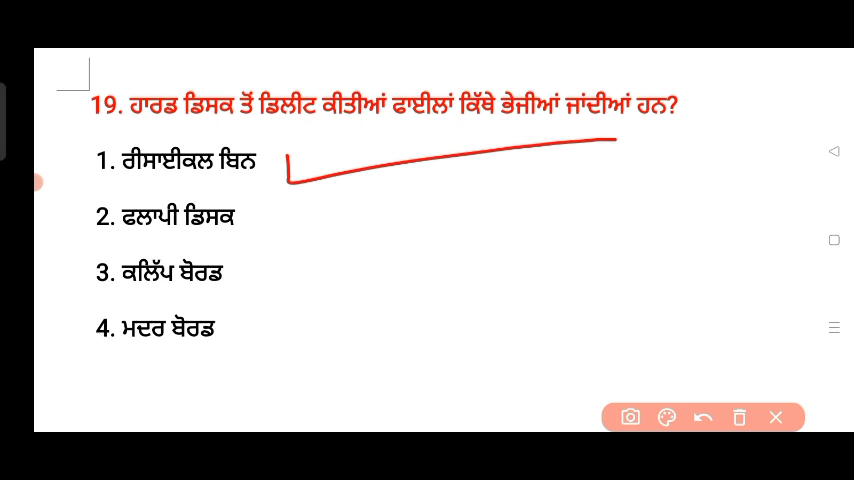 19. ਹਾਰਡ ਡਿਸਕ ਤੋਂ ਡਿਲੀਟ ਕੀਤੀਆਂ ਫਾਈਲਾਂ ਕਿੱਥੇ ਭੇਜੀਆਂ ਜਾਂਦੀਆਂ ਹਨ?
1. ਰੀਸਾਈਕਲ ਬਿਨ
2. ਫਲਾਪੀ ਡਿਸਕ
3. ਕਲਿੱਪ ਬੋਰਡ
4. ਮਦਰ ਬੋਰਡ